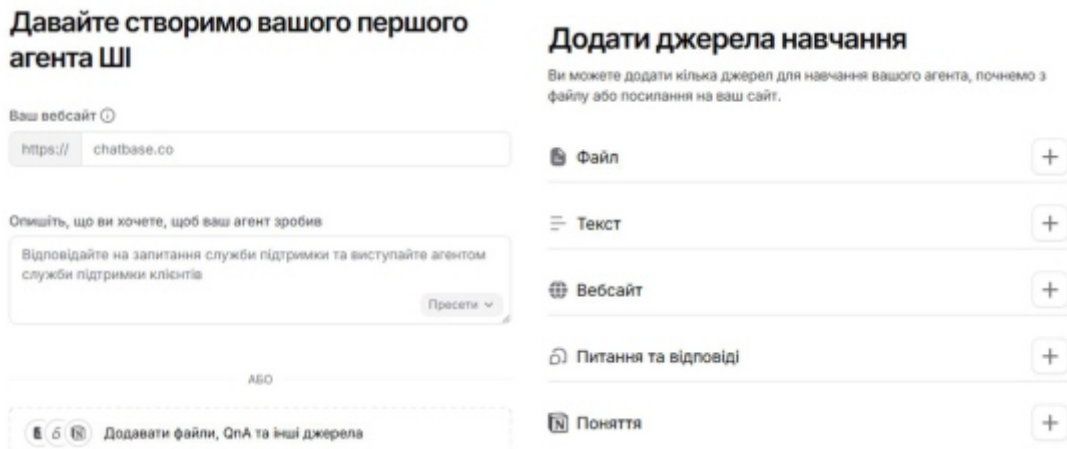 Давайте створимо вашого першого
агента ШІ
Ваш вебсайт
https:// chatbase.co
Опишіть, що ви хочете, щоб ваш агент зробив
Відповідайте на запитання служби підтримки та виступайте агентом
служби підтримки клієнтів
Пресети
АБО
Додавати файли, QnA та інші джерела
Додати джерела навчання
Ви можете додати кілька джерел для навчання вашого агента, почнемо з
файлу або посилання на ваш сайт.
Файл
Текст
Вебсайт
Питання та відповіді
Поняття